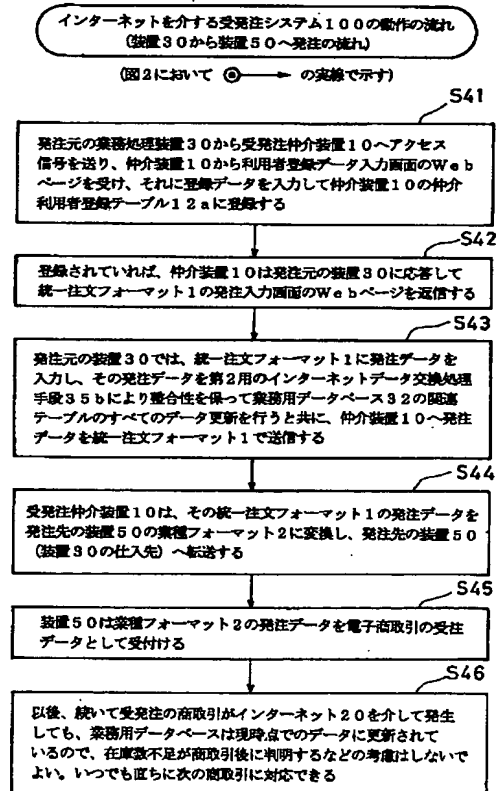 インターネットを介する受発注システム100の動作の流れ
(装置30から装置50へ発注の流れ)
(図2において ◉→ の実線で示す)
S41
発注元の業務処理装置30から受発注仲介装置10へアクセス
信号を送り、仲介装置10から利用者登録データ入力画面のWeb
ページを受け、それに登録データを入力して仲介装置10の仲介
利用者登録テーブル12aに登録する
S42
登録されていれば、仲介装置10は発注元の装置30に応答して
統一注文フォーマット1の発注入力画面のWebページを返信する
S43
発注元の装置30では、統一注文フォーマット1に発注データを
入力し、その発注データを第2用のインターネットデータ交換処理
手段35bにより整合性を保って業務用データベース32の関連
テーブルのすべてのデータ更新を行うと共に、仲介装置10へ発注
データを統一注文フォーマット1で送信する
S44
受発注仲介装置10は、その統一注文フォーマット1の発注データを
発注先の装置50の業種フォーマット2に変換し、発注先の装置50
(装置30の仕入先)へ転送する
S45
装置50は業種フォーマット2の発注データを電子商取引の受注
データとして受付ける
S46
以後、続いて受発注の商取引がインターネット20を介して発生
しても、業務用データベースは現時点でのデータに更新されて
いるので、在庫数不足が商取引後に判明するなどの考慮はしないで
よい。いつでも直ちに次の商取引に対応できる